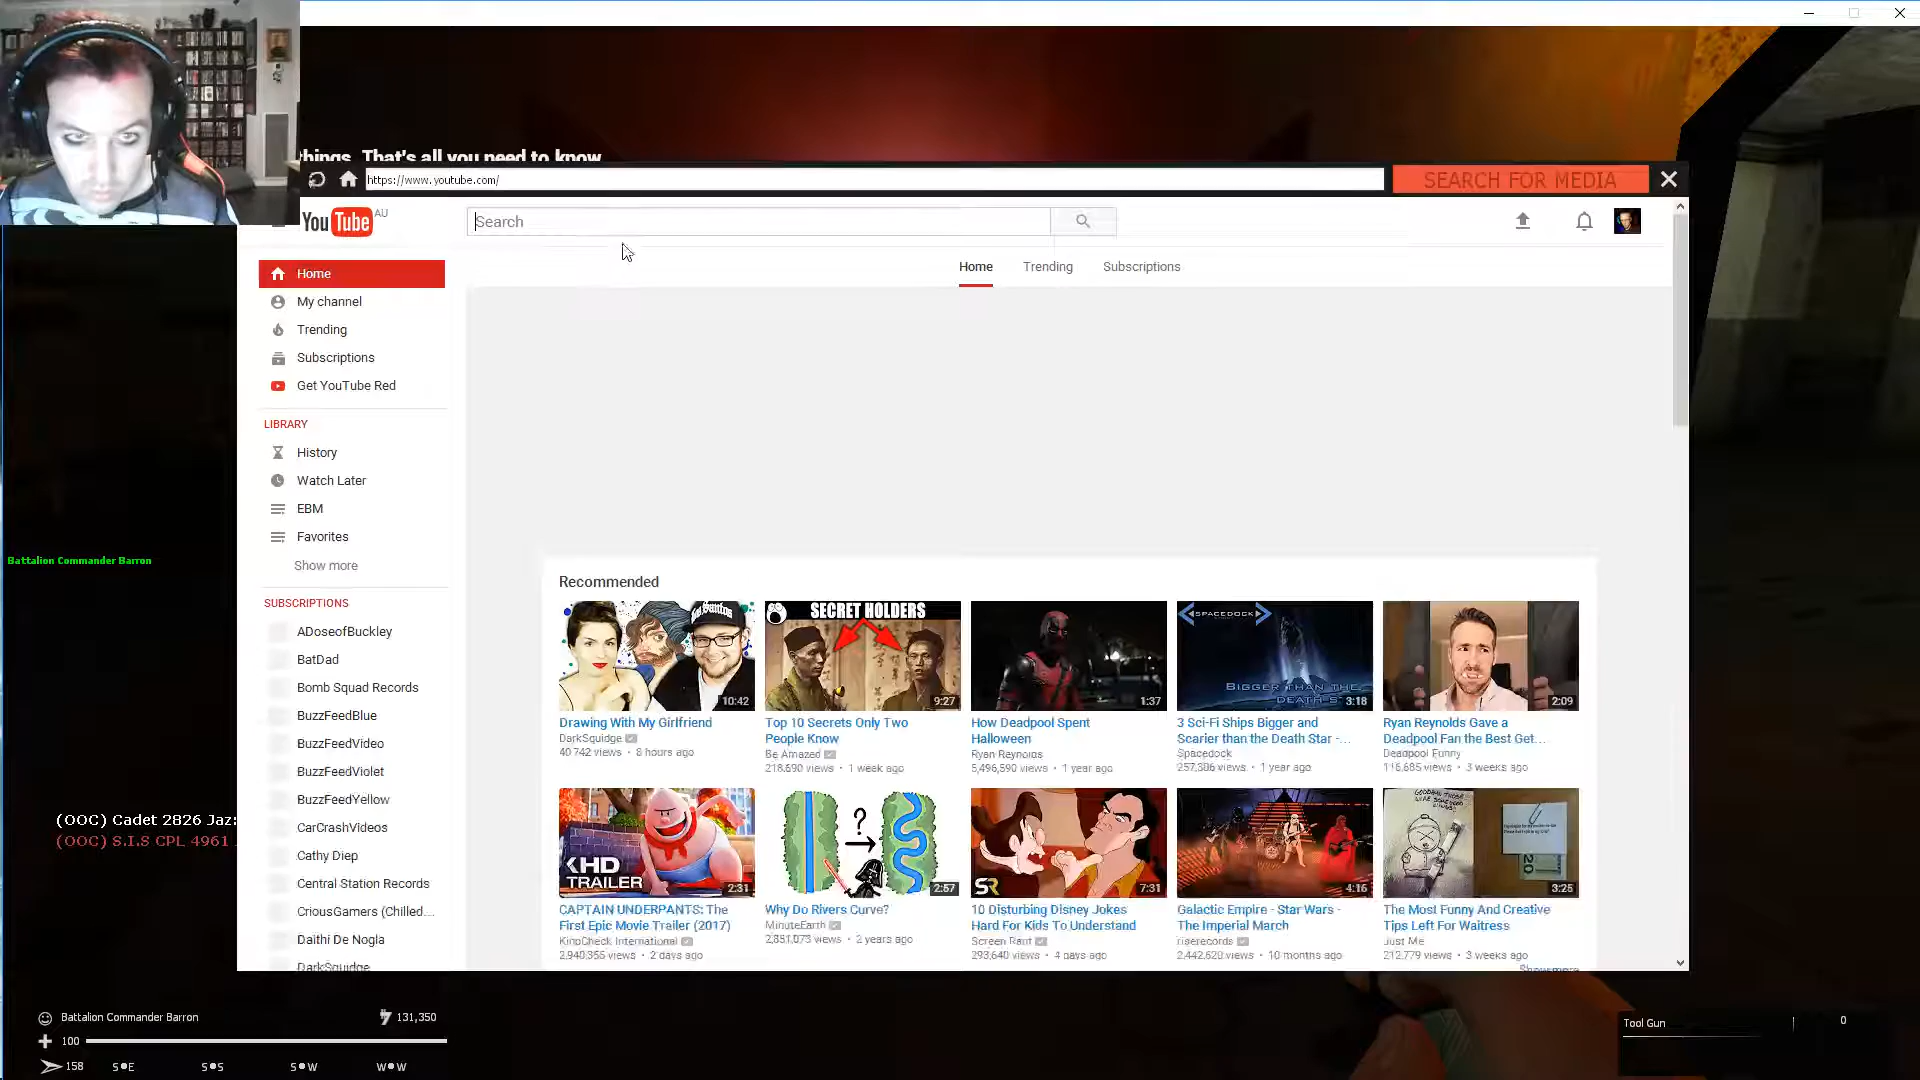 things. That's all you need to know
https://www.youtube.com/
SEARCH FOR MEDIA
YouTube AU
Search
Home
Trending
Subscriptions
Home
My channel
Trending
Subscriptions
Get YouTube Red
LIBRARY
History
Watch Later
EBM
Favorites
Show more
SUBSCRIPTIONS
ADoseofBuckley
BatDad
Bomb Squad Records
BuzzFeedBlue
BuzzFeedVideo
BuzzFeedViolet
BuzzFeedYellow
CarCrashVideos
Cathy Diep
Central Station Records
CriousGamers (Chilled...
Daithi De Nogla
DarkSquidge
Recommended
Los Santos
10:42
Drawing With My Girlfriend
DarkSquidge
40 742 views • 8 hours ago
SECRET HOLDERS
9:27
Top 10 Secrets Only Two
People Know
Be Amazed
218,690 views • 1 week ago
1:37
How Deadpool Spent
Halloween
Ryan Reynolds
5,496,590 views • 1 year ago
SPACEDOCK
BIGGER THAN THE
DEATH S
3:18
3 Sci-Fi Ships Bigger and
Scarier than the Death Star -...
Spacedock
257,306 views • 1 year ago
2:09
Ryan Reynolds Gave a
Deadpool Fan the Best Get...
Deadpool Funny
116,685 views • 3 weeks ago
KHD
TRAILER
2:31
CAPTAIN UNDERPANTS: The
First Epic Movie Trailer (2017)
KinoCheck International
2,940,355 views • 2 days ago
?
2:57
Why Do Rivers Curve?
MinuteEarth
2,851,073 views • 2 years ago
SR
7:31
10 Disturbing Disney Jokes
Hard For Kids To Understand
Screen Rant
293,640 views • 4 days ago
4:16
Galactic Empire - Star Wars -
The Imperial March
riserecords
2,442,620 views • 10 months ago
20
3:25
The Most Funny And Creative
Tips Left For Waitress
Just Me
212,779 views • 3 weeks ago
Show more
Battalion Commander Barron
(OOC) Cadet 2826 Jaz:
(OOC) S.I.S CPL 4961
Battalion Commander Barron
131,350
100
158
S•E
S•S
S•W
W•W
Tool Gun
0